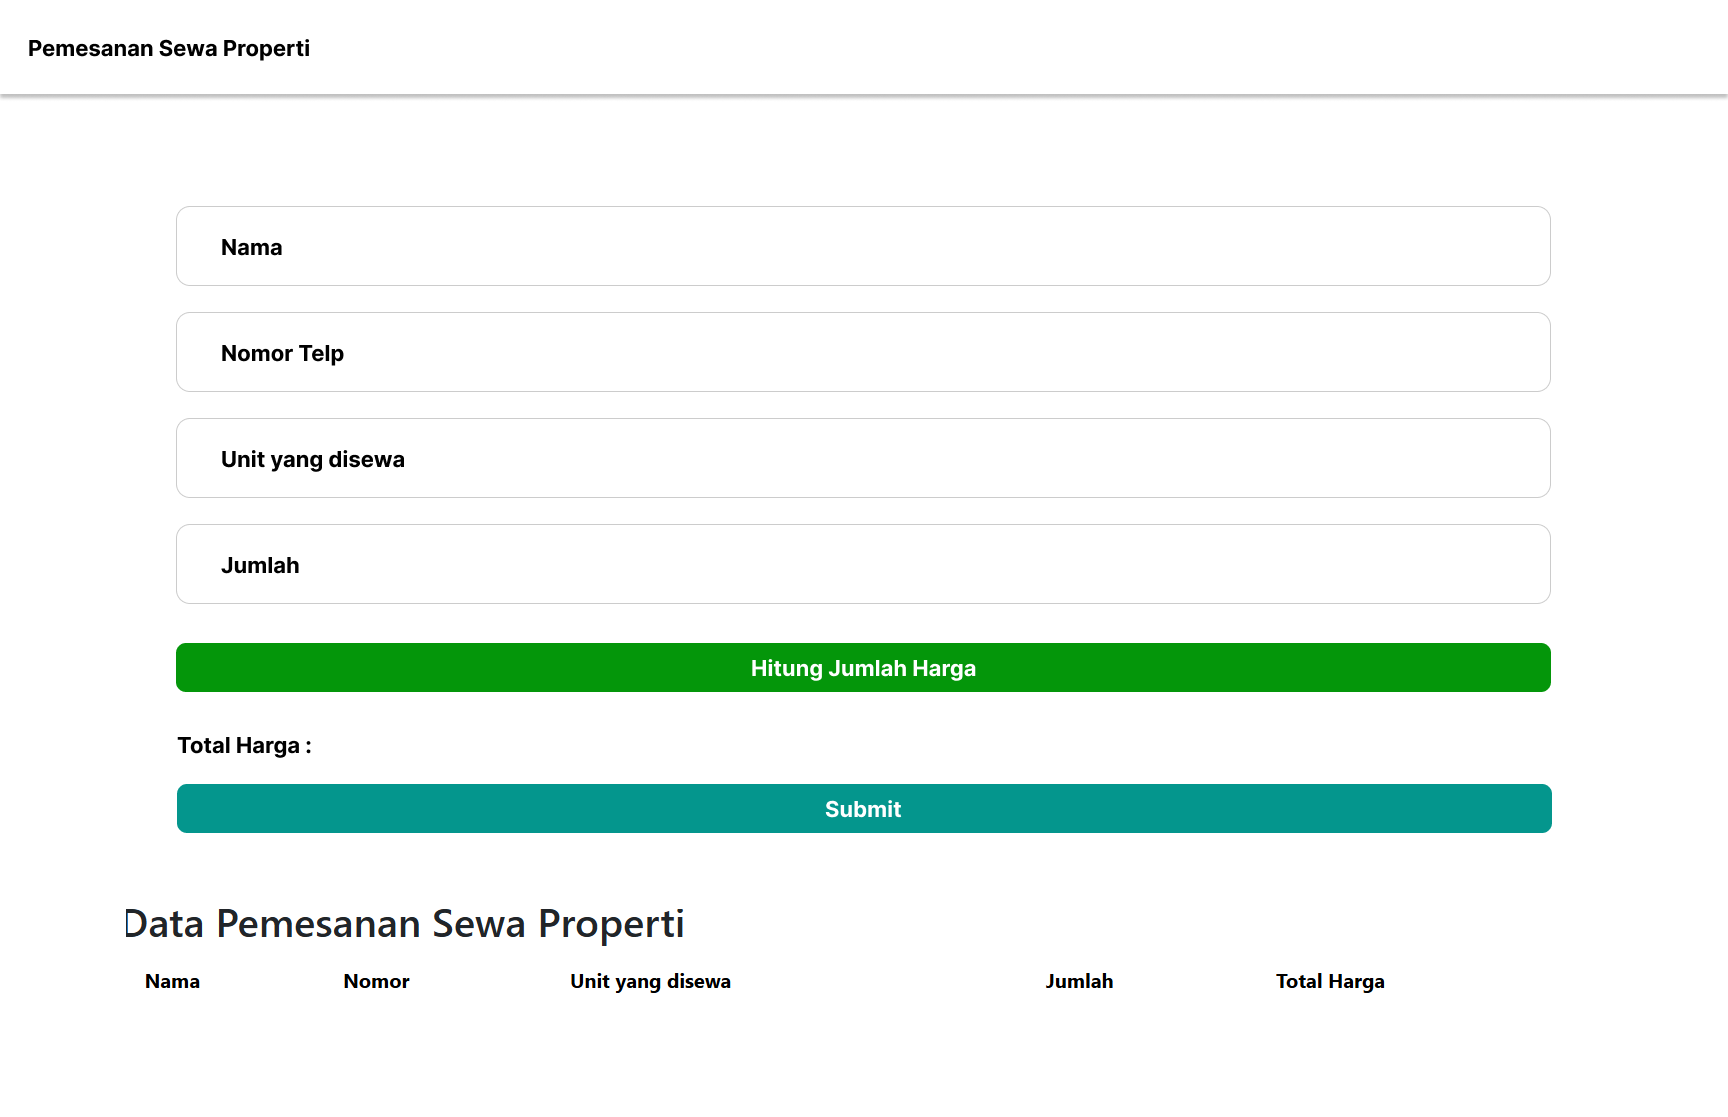 Pemesanan Sewa Properti
Nama
Nomor Telp
Unit yang disewa
Jumlah
Hitung Jumlah Harga
Total Harga :
Submit
Data Pemesanan Sewa Properti
Nama Nomor Unit yang disewa Jumlah Total Harga